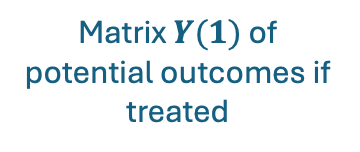 Matrix Y(1) of
potential outcomes if
treated